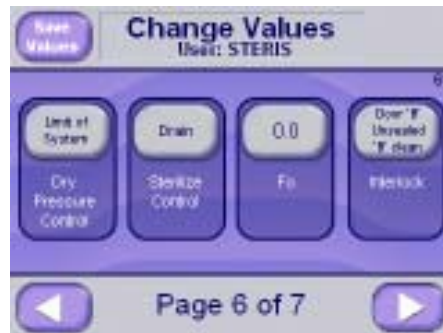 Save
Values
Change Values
User: STERIS
6
Limit of
System
Dry
Pressure
Control
Drain
Sterilize
Control
0.0
Fo
Door "B"
Unsealed
Interlock
Page 6 of 7